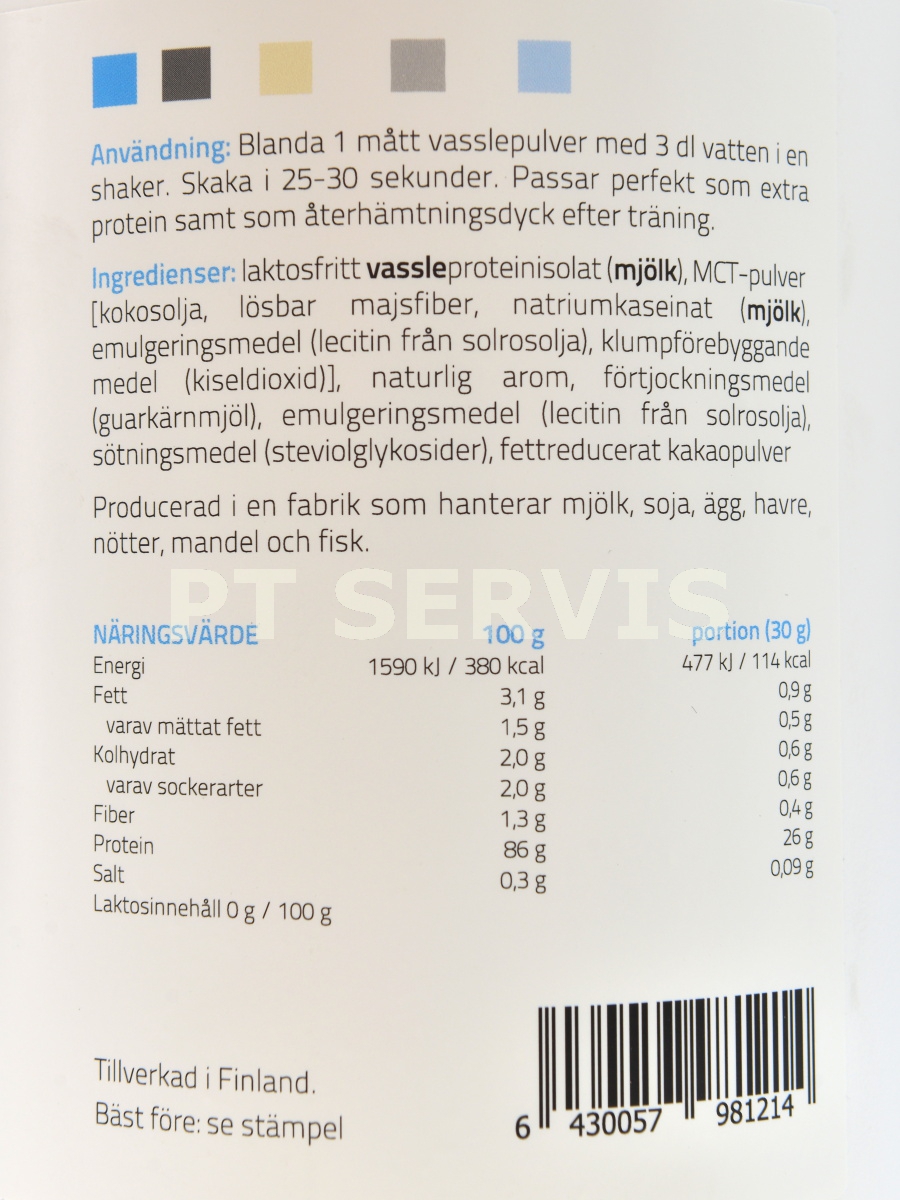 Användning: Blanda 1 mått vasslepulver med 3 dl vatten i en
shaker. Skaka i 25-30 sekunder. Passar perfekt som extra
protein samt som återhämtningsdyck efter träning.
Ingredienser: laktosfritt vassleproteinisolat (mjölk), MCT-pulver
[kokosolja, lösbar majsfiber, natriumkaseinat (mjölk),
emulgeringsmedel (lecitin från solrosolja), klumpförebyggande
medel (kiseldioxid)], naturlig arom, förtjockningsmedel
(guarkärnmjöl), emulgeringsmedel (lecitin från solrosolja),
sötningsmedel (steviolglykosider), fettreducerat kakaopulver
Producerad i en fabrik som hanterar mjölk, soja, ägg, havre,
nötter, mandel och fisk.
PT SERVIS
NÄRINGSVÄRDE 100 g portion (30 g)
Energi 1590 kJ / 380 kcal 477 kJ / 114 kcal
Fett 3,1 g 0,9 g
varav mättat fett 1,5 g 0,5 g
Kolhydrat 2,0 g 0,6 g
varav sockerarter 2,0 g 0,6 g
Fiber 1,3 g 0,4 g
Protein 86 g 26 g
Salt 0,3 g 0,09 g
Laktosinnehåll 0 g / 100 g
Tillverkad i Finland.
Bäst före: se stämpel
6 430057 981214